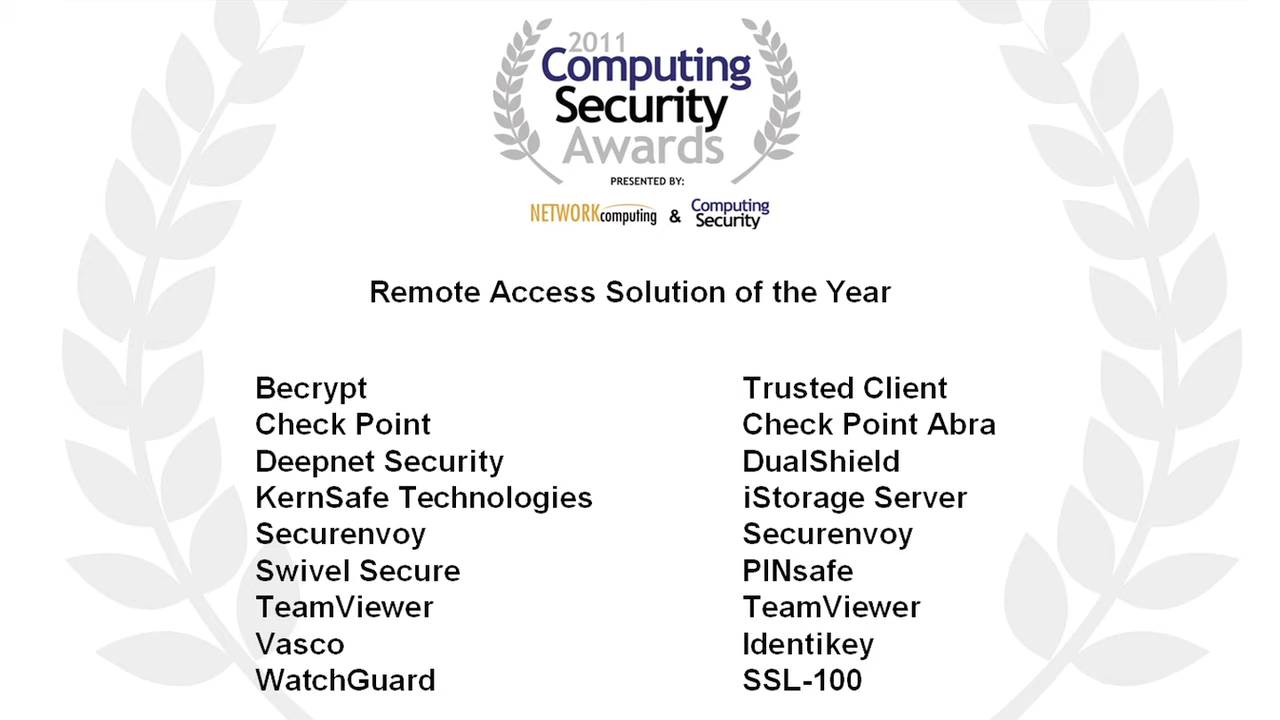 2011
Computing
Security
Awards
PRESENTED BY:
NETWORKcomputing & Computing Security
Remote Access Solution of the Year
Becrypt Trusted Client
Check Point Check Point Abra
Deepnet Security DualShield
KernSafe Technologies iStorage Server
Securenvoy Securenvoy
Swivel Secure PINsafe
TeamViewer TeamViewer
Vasco Identikey
WatchGuard SSL-100